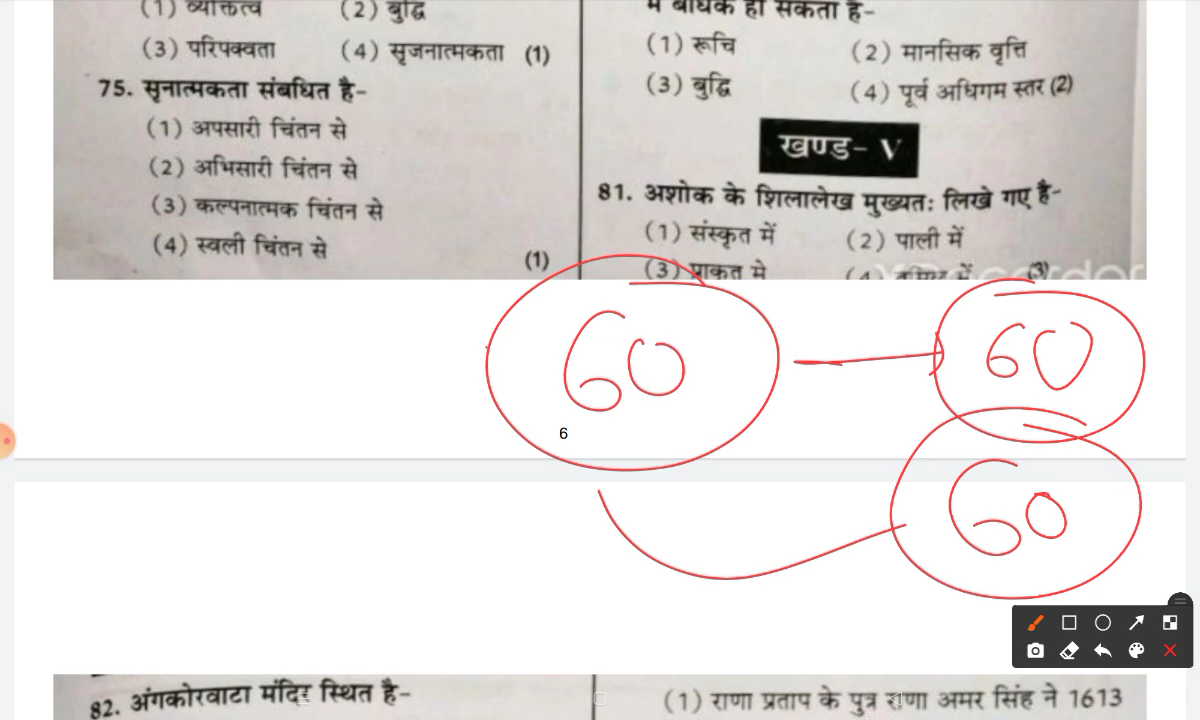 (1) व्यक्तित्व (2) बुद्धि
(3) परिपक्वता (4) सृजनात्मकता (1)
75. सृनात्मकता संबधित है-
(1) अपसारी चिंतन से
(2) अभिसारी चिंतन से
(3) कल्पनात्मक चिंतन से
(4) स्वली चिंतन से
(1)
में बाधक हो सकता है-
(1) रूचि (2) मानसिक वृत्ति
(3) बुद्धि (4) पूर्व अधिगम स्तर (2)
खण्ड- V
81. अशोक के शिलालेख मुख्यतः लिखे गए है-
(1) संस्कृत में (2) पाली में
(3) प्राकृत मे (4) में (3)
60 60
6
60
82. अंगकोरवाटा मंदिर स्थित है-
(1) राणा प्रताप के पुत्र राणा अमर सिंह ने 1613